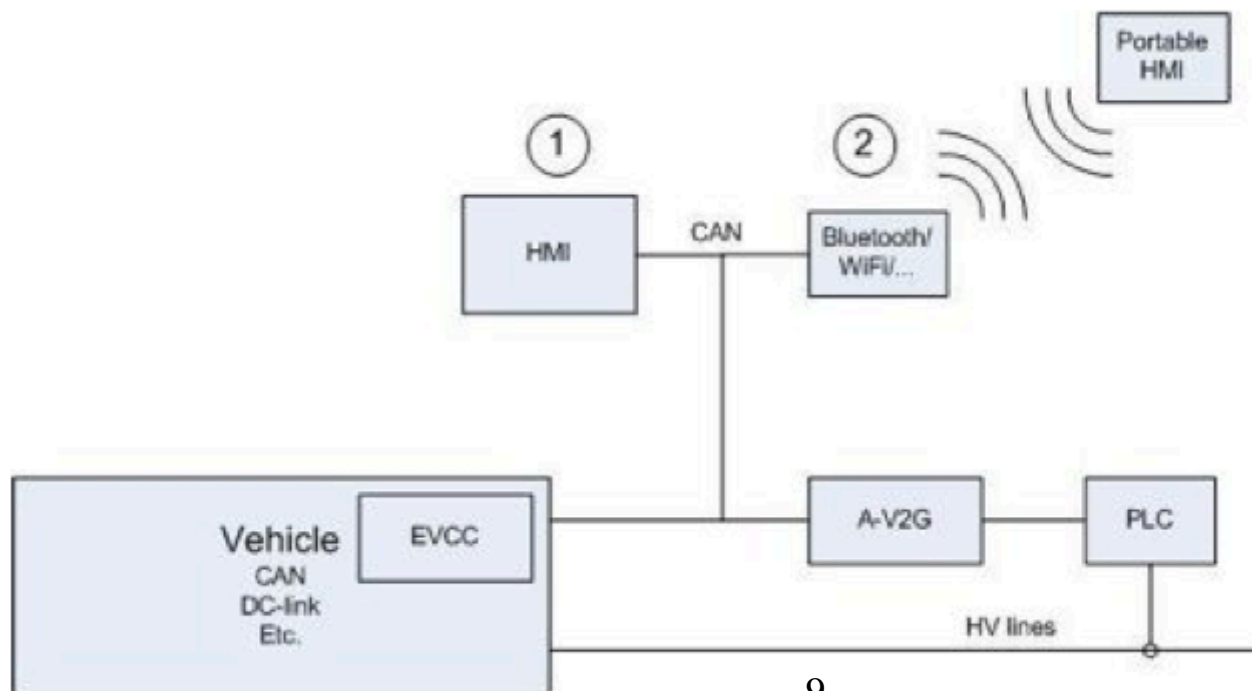 Portable
HMI
1
2
HMI
CAN
Bluetooth/
WiFi/...
Vehicle
CAN
DC-link
Etc.
EVCC
A-V2G
PLC
HV lines
9